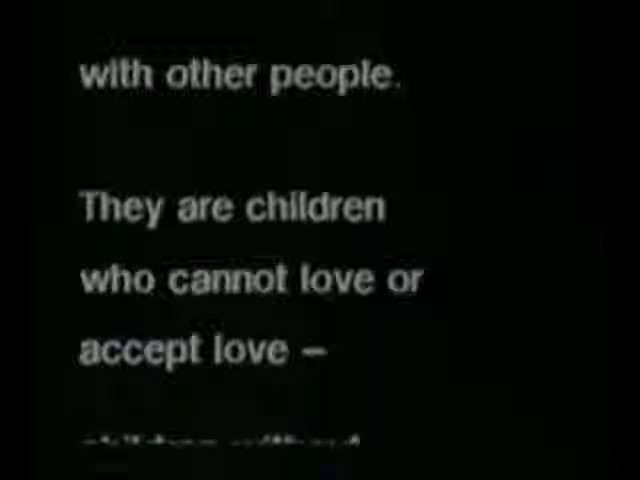 with other people.
They are children
who cannot love or
accept love –